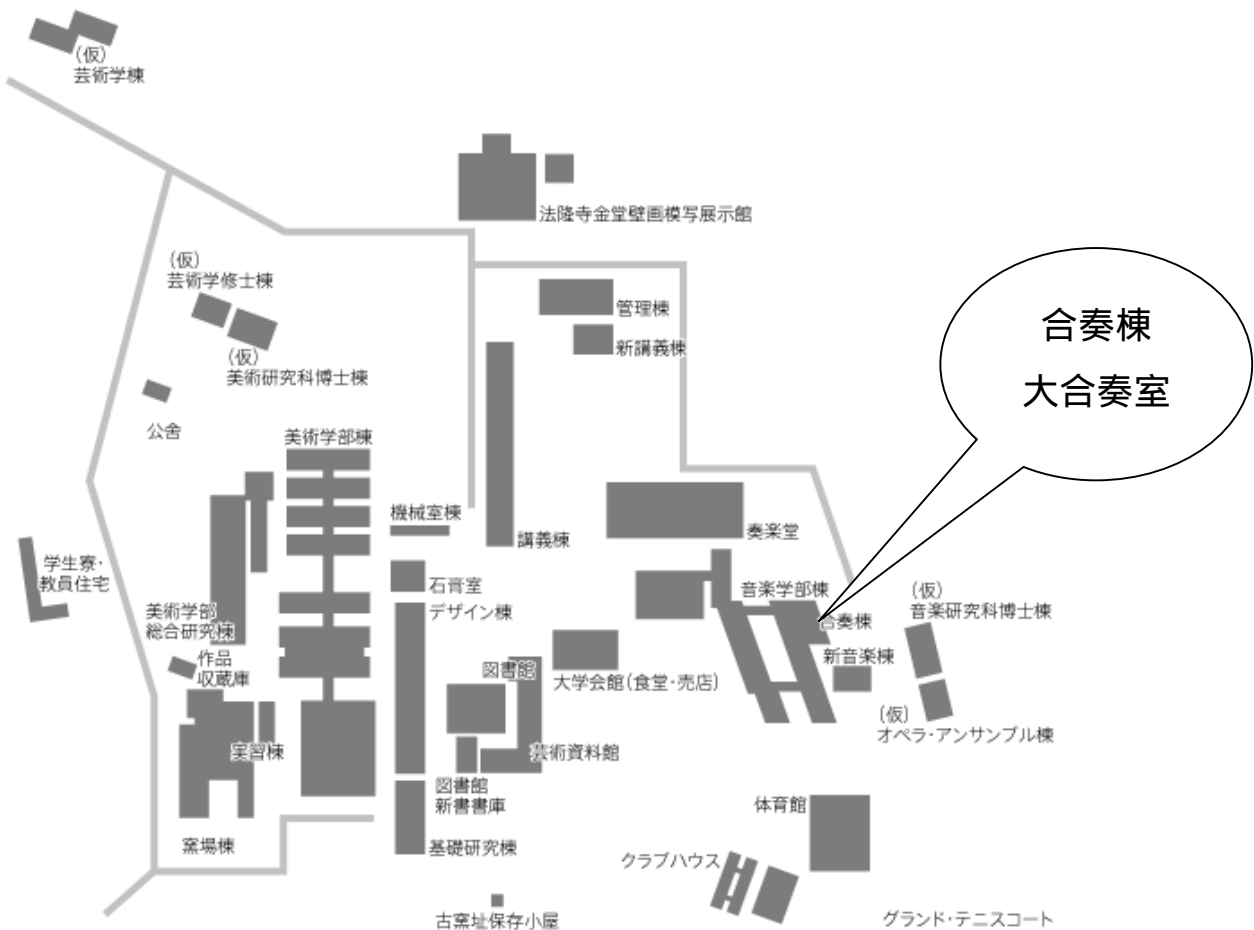 (仮)
芸術学棟
法隆寺金堂壁画模写展示館
(仮)
芸術学修士棟
管理棟
新講義棟
(仮)
美術研究科博士棟
合奏棟
大合奏室
公舎
美術学部棟
機械室棟
講義棟
奏楽堂
学生寮・
教員住宅
石膏室
デザイン棟
音楽学部棟
(仮)
音楽研究科博士棟
美術学部
総合研究棟
合奏棟
作品
収蔵庫
図書館
大学会館(食堂・売店)
新音楽棟
(仮)
オペラ・アンサンブル棟
実習棟
芸術資料館
図書館
新書書庫
体育館
窯場棟
基礎研究棟
クラブハウス
古窯址保存小屋
グランド・テニスコート